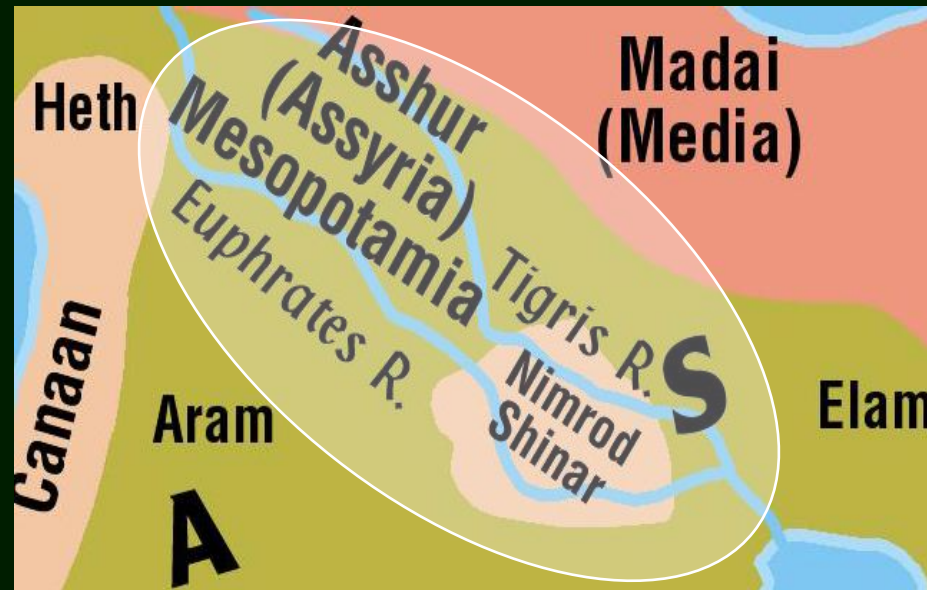 Asshur
(Assyria)
Mesopotamia
Euphrates R.
Tigris R.
Heth
Madai
(Media)
Canaan
Aram
Nimrod
Shinar
S
Elam
A